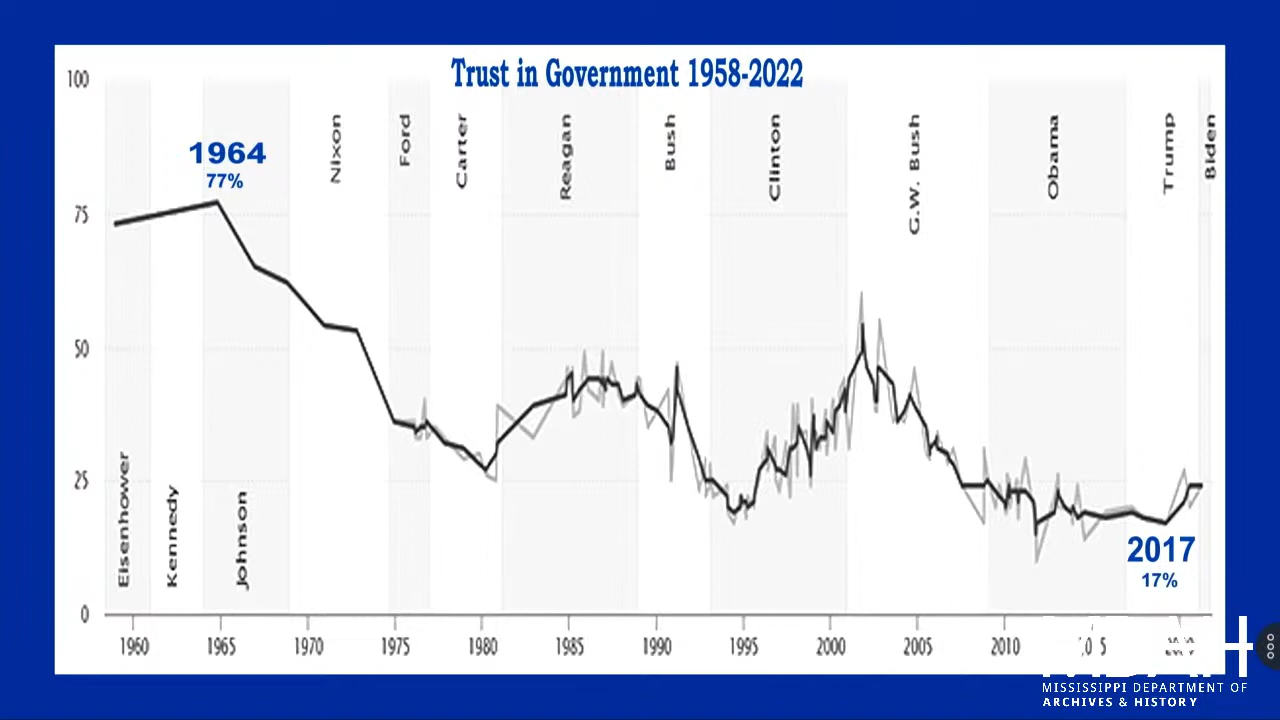 Trust in Government 1958-2022
100
75
50
25
0
1964
77%
Eisenhower
Kennedy
Johnson
Nixon
Ford
Carter
Reagan
Bush
Clinton
G.W. Bush
Obama
Trump
Biden
2017
17%
1960
1965
1970
1975
1980
1985
1990
1995
2000
2005
2010
MDAH
MISSISSIPPI DEPARTMENT OF
ARCHIVES & HISTORY